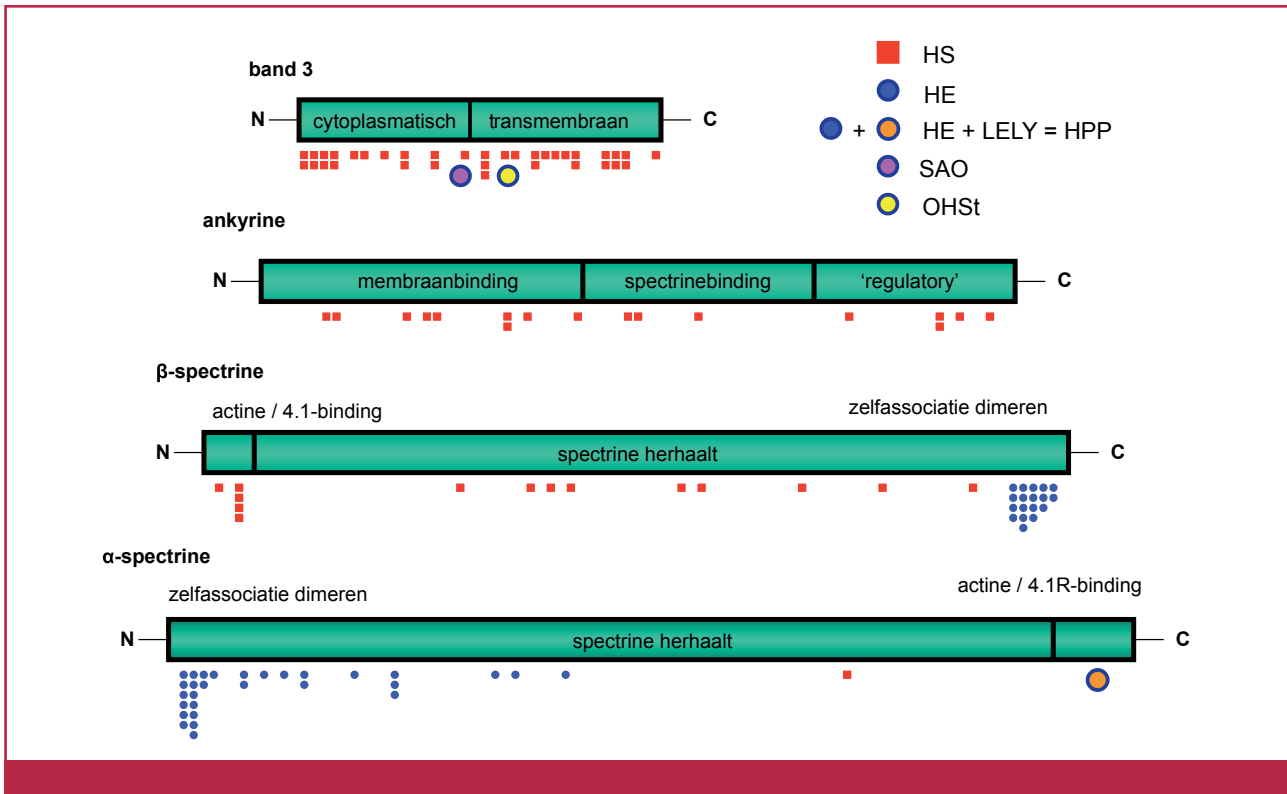 band 3
N
cytoplasmatisch
transmembraan
C
HS
HE
+
HE + LELY = HPP
SAO
OHSt
ankyrine
N
membraanbinding
spectrinebinding
‘regulatory’
C
β-spectrine
actine / 4.1-binding
zelfassociatie dimeren
N
spectrine herhaalt
C
α-spectrine
zelfassociatie dimeren
actine / 4.1R-binding
N
spectrine herhaalt
C